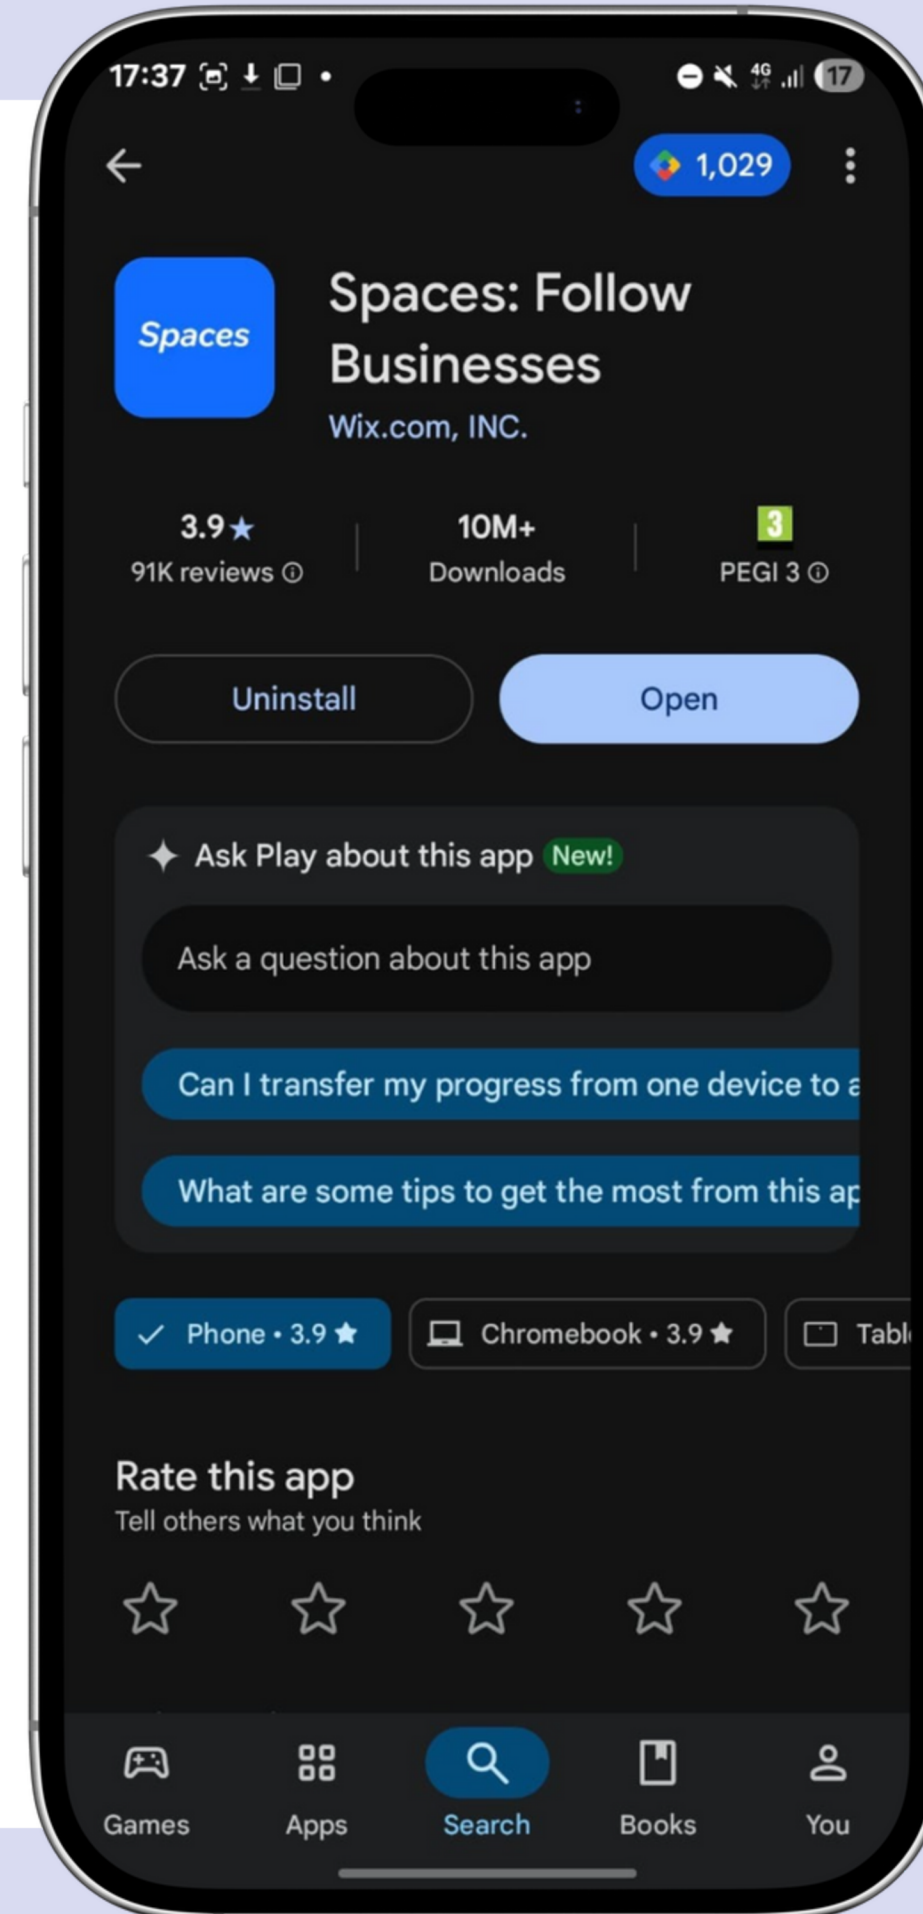 17:37
4G
17
1,029
Spaces
Spaces: Follow
Businesses
Wix.com, INC.
3.9★
91K reviews
10M+
Downloads
3
PEGI 3
Uninstall
Open
Ask Play about this app New!
Ask a question about this app
Can I transfer my progress from one device to
What are some tips to get the most from this
Phone • 3.9 ★
Chromebook • 3.9 ★
Rate this app
Tell others what you think
Games
Apps
Search
Books
You